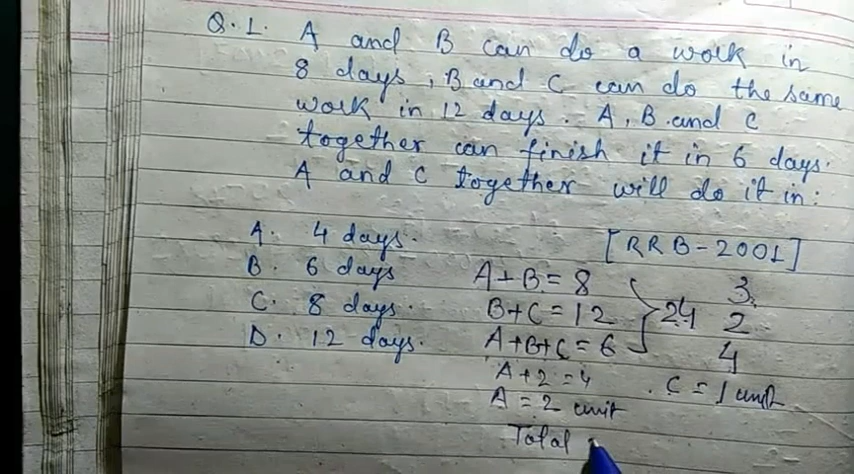 Q.1. A and B can do a work in
8 days, B and C can do the same
work in 12 days. A, B and C
together can finish it in 6 days.
A and C together will do it in:
A. 4 days.
[RRB-2001]
B. 6 days
A+B = 8
3
C. 8 days.
B+C = 12
24
2
D. 12 days.
A+B+C = 6
4
A+2 = 4
C = 1 unit
A = 2 unit
Total